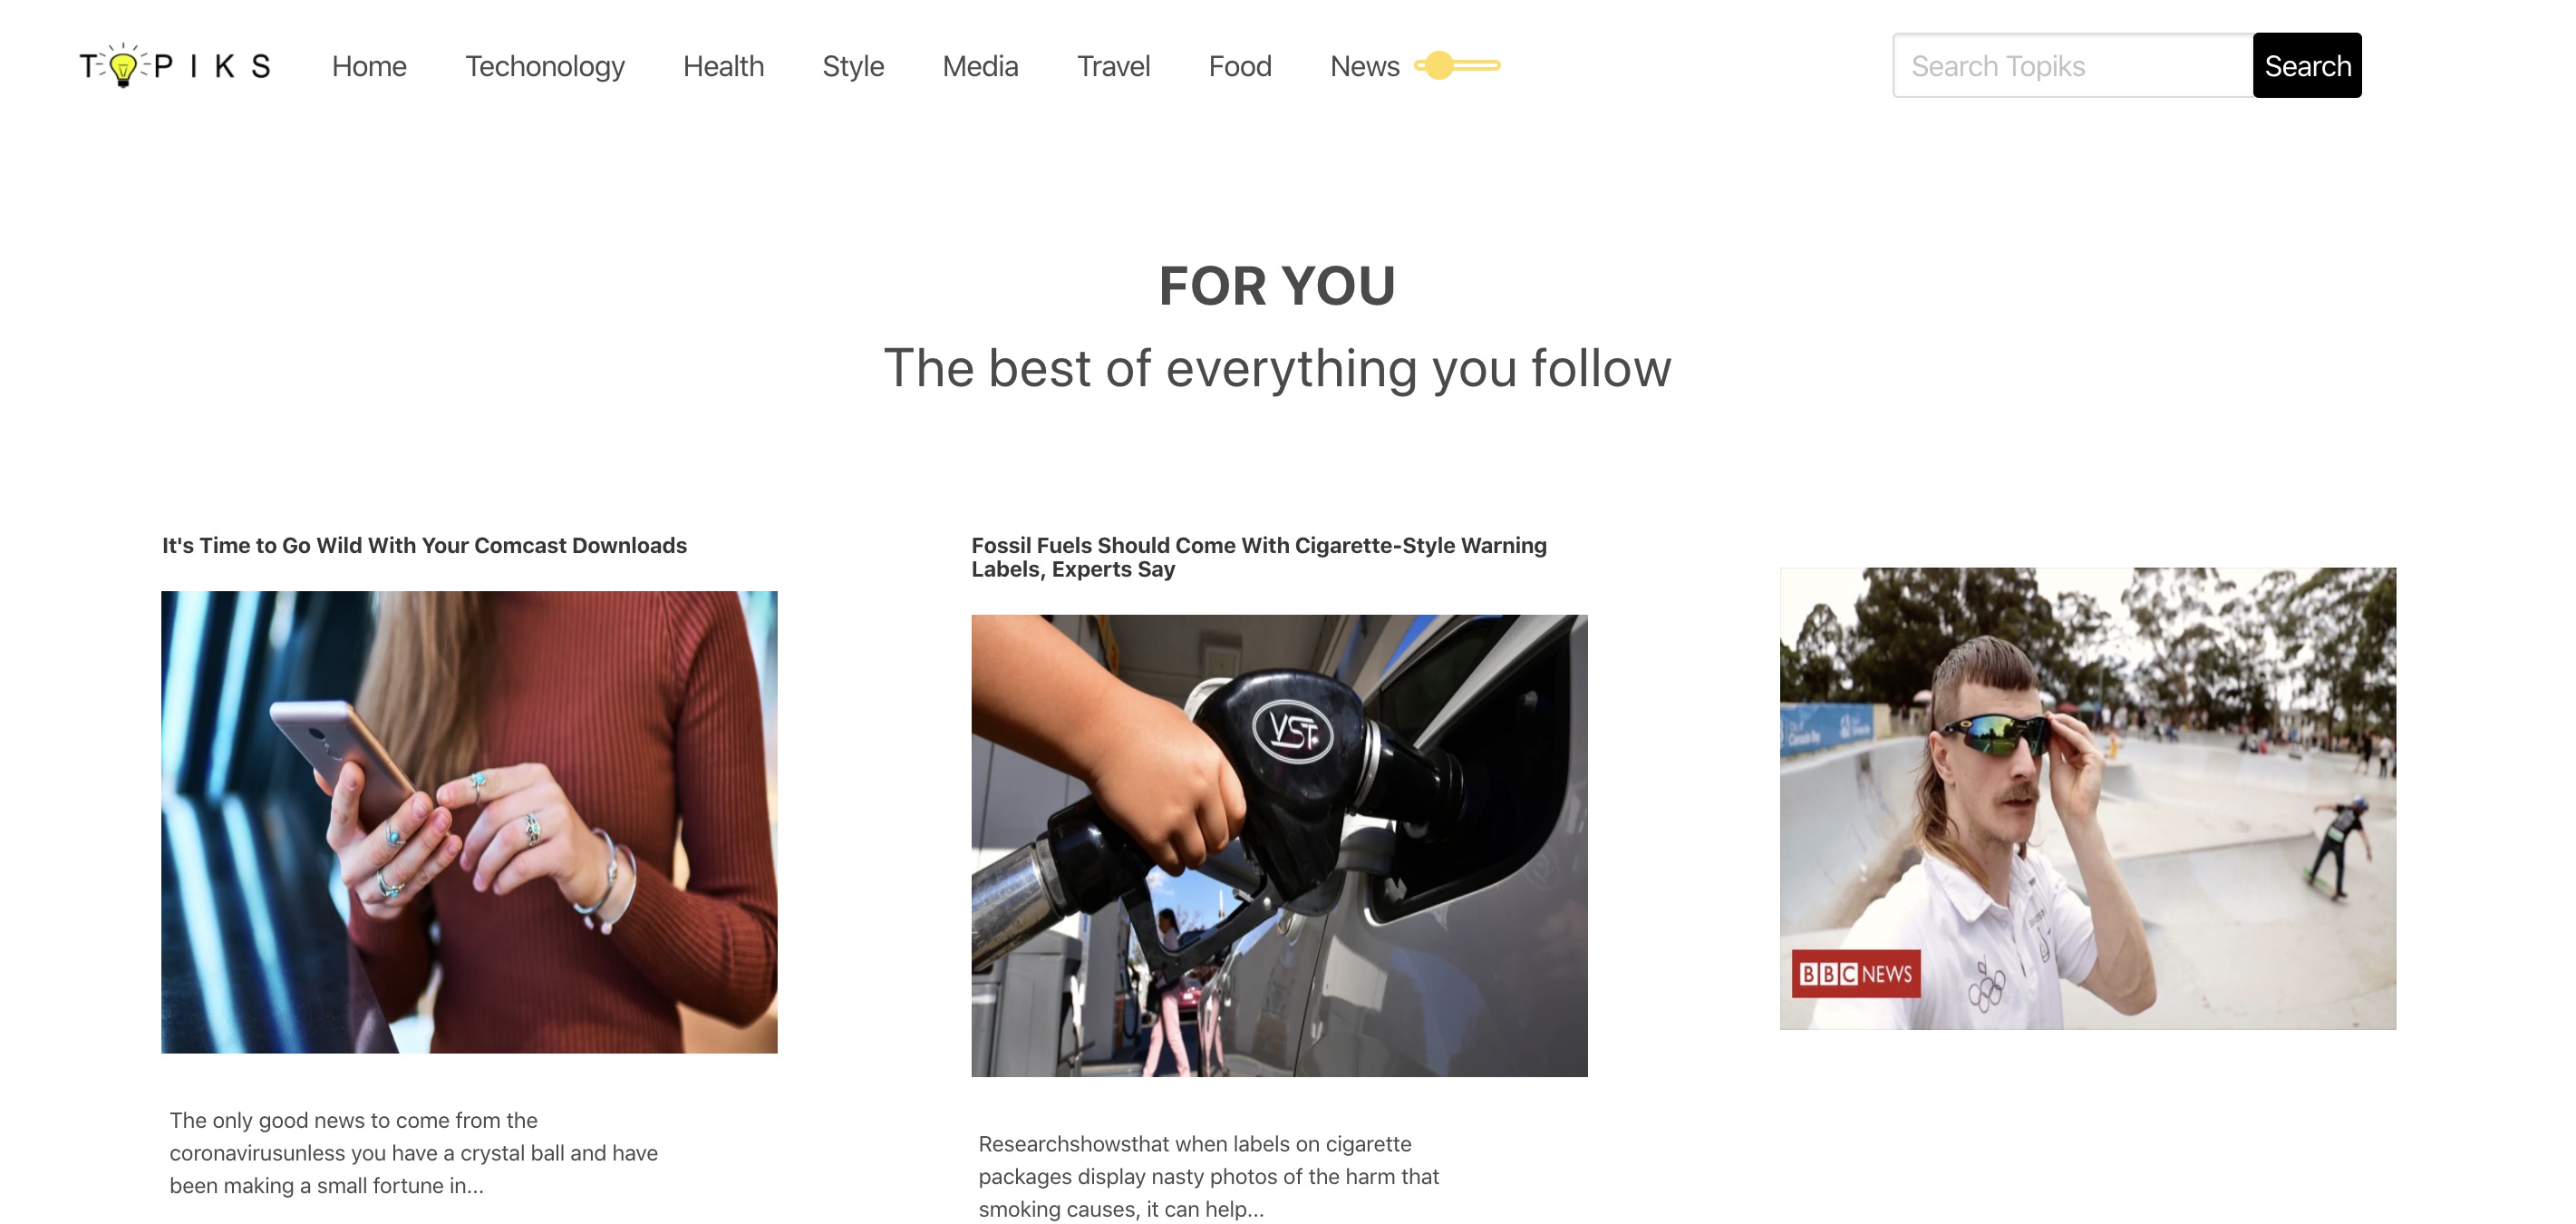 TOPIKS
Home
Techonology
Health
Style
Media
Travel
Food
News
Search Topiks
Search
FOR YOU
The best of everything you follow
It's Time to Go Wild With Your Comcast Downloads
The only good news to come from the
coronavirusunless you have a crystal ball and have
been making a small fortune in...
Fossil Fuels Should Come With Cigarette-Style Warning
Labels, Experts Say
VST
Researchshowsthat when labels on cigarette
packages display nasty photos of the harm that
smoking causes, it can help...
BBC NEWS